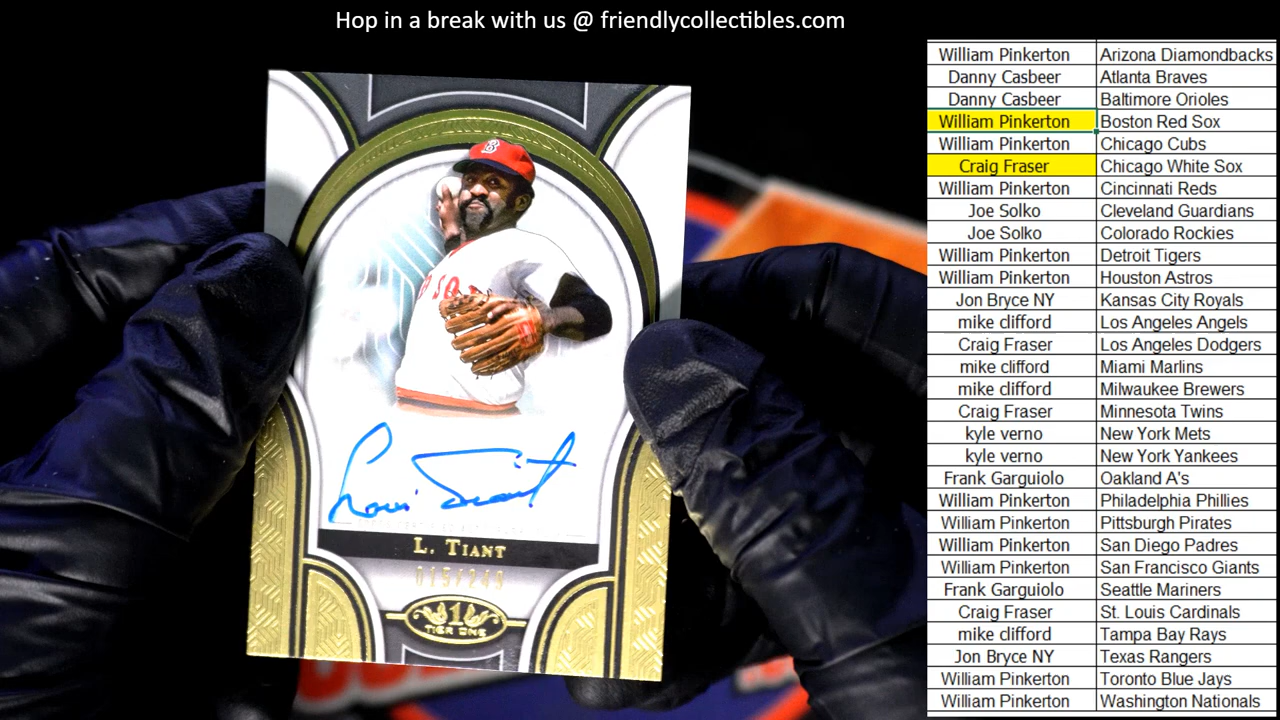 Hop in a break with us @ friendlycollectibles.com
B
L. TIANT
1
TIER ONE
William Pinkerton Arizona Diamondbacks
Danny Casbeer Atlanta Braves
Danny Casbeer Baltimore Orioles
William Pinkerton Boston Red Sox
William Pinkerton Chicago Cubs
Craig Fraser Chicago White Sox
William Pinkerton Cincinnati Reds
Joe Solko Cleveland Guardians
Joe Solko Colorado Rockies
William Pinkerton Detroit Tigers
William Pinkerton Houston Astros
Jon Bryce NY Kansas City Royals
mike clifford Los Angeles Angels
Craig Fraser Los Angeles Dodgers
mike clifford Miami Marlins
mike clifford Milwaukee Brewers
Craig Fraser Minnesota Twins
kyle verno New York Mets
kyle verno New York Yankees
Frank Garguiolo Oakland A's
William Pinkerton Philadelphia Phillies
William Pinkerton Pittsburgh Pirates
William Pinkerton San Diego Padres
William Pinkerton San Francisco Giants
Frank Garguiolo Seattle Mariners
Craig Fraser St. Louis Cardinals
mike clifford Tampa Bay Rays
Jon Bryce NY Texas Rangers
William Pinkerton Toronto Blue Jays
William Pinkerton Washington Nationals